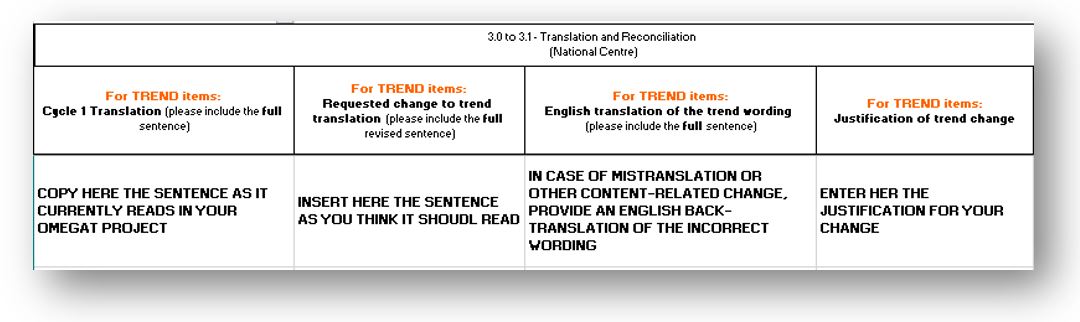 3.0 to 3.1- Translation and Reconciliation
(National Centre)
For TREND items:
Cycle 1 Translation (please include the full
sentence)
For TREND items:
Requested change to trend
translation (please include the full
revised sentence)
For TREND items:
English translation of the trend wording
(please include the full sentence)
For TREND items:
Justification of trend change
COPY HERE THE SENTENCE AS IT
CURRENTLY READS IN YOUR
OMEGAT PROJECT
INSERT HERE THE SENTENCE
AS YOU THINK IT SHOUDL READ
IN CASE OF MISTRANSLATION OR
OTHER CONTENT-RELATED CHANGE,
PROVIDE AN ENGLISH BACK-
TRANSLATION OF THE INCORRECT
WORDING
ENTER HER THE
JUSTIFICATION FOR YOUR
CHANGE